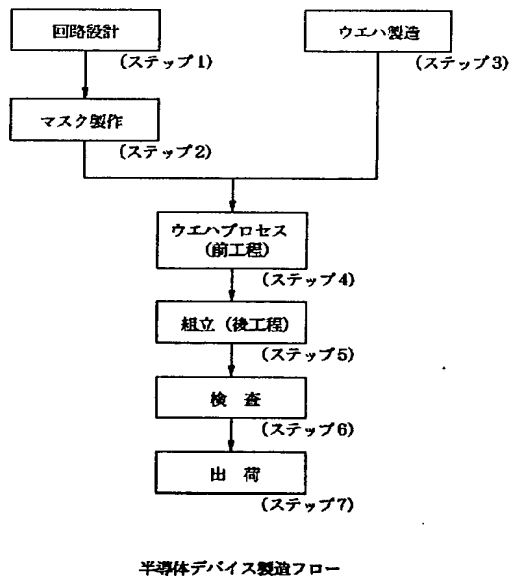 回路設計
(ステップ1)
ウエハ製造
(ステップ3)
マスク製作
(ステップ2)
ウエハプロセス
(前工程)
(ステップ4)
組立(後工程)
(ステップ5)
検 査
(ステップ6)
出 荷
(ステップ7)
半導体デバイス製造フロー